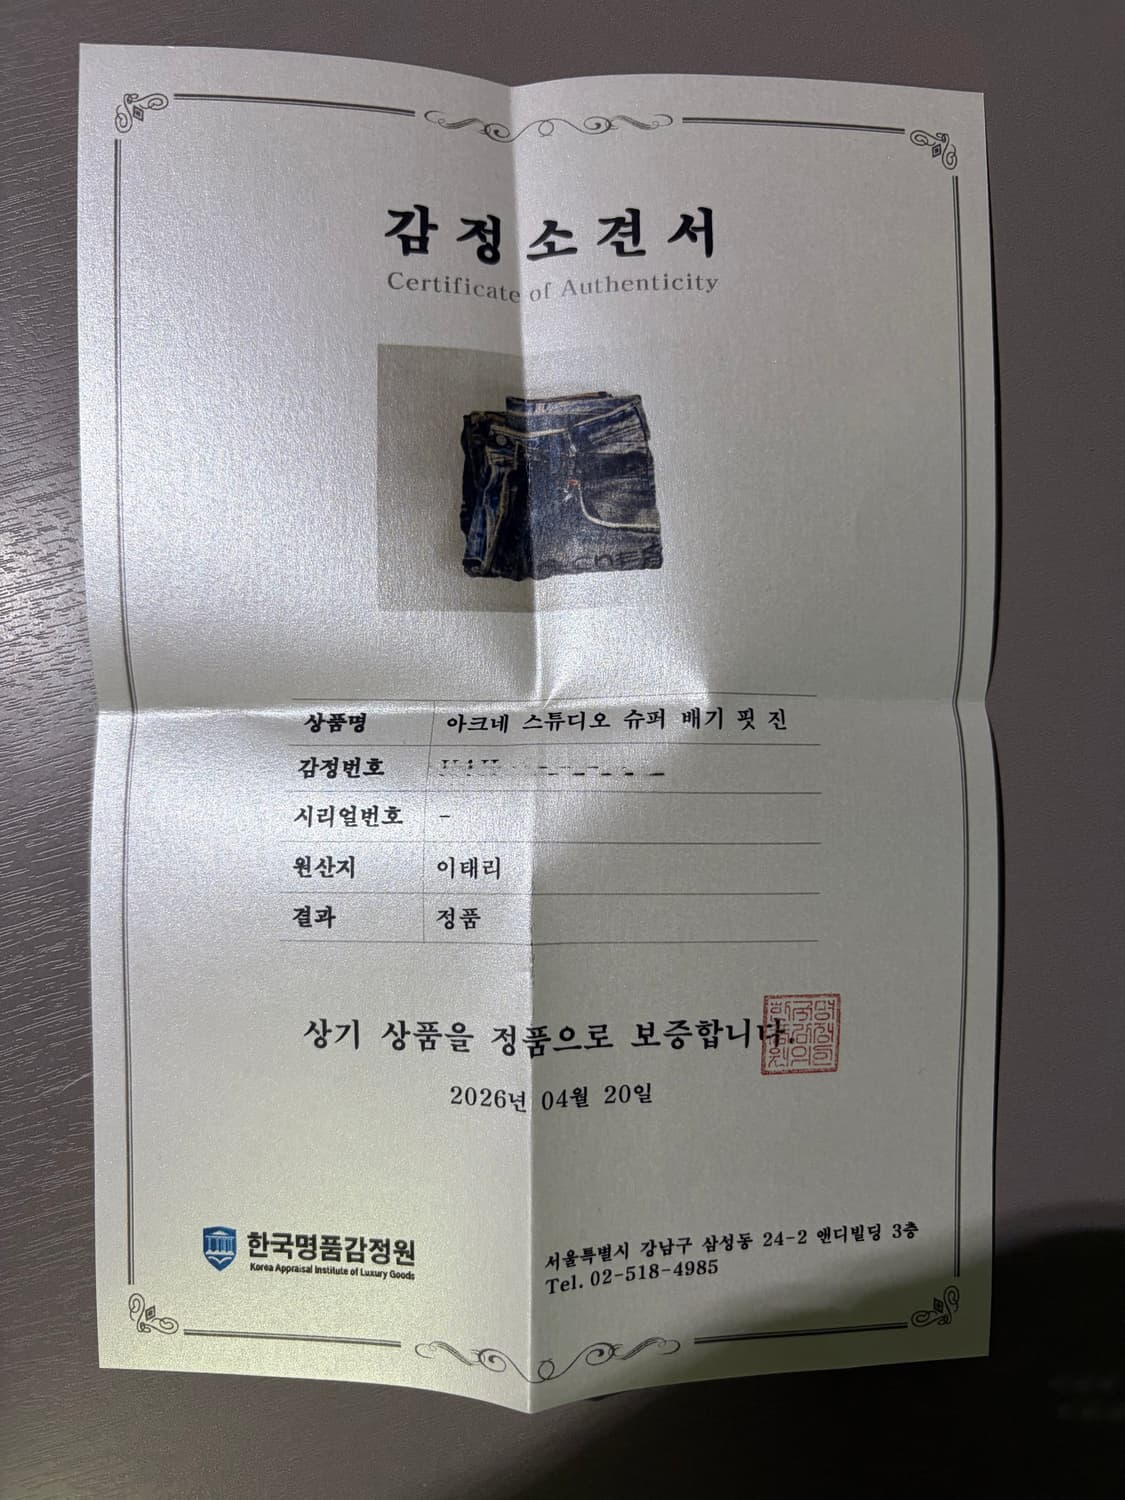 감정소견서
Certificate of Authenticity
상품명 아크네 스튜디오 슈퍼 배기 핏 진
감정번호
시리얼번호 -
원산지 이태리
결과 정품
상기 상품을 정품으로 보증합니다.
2026년 04월 20일
한국명품감정원
Korea Appraisal Institute of Luxury Goods
서울특별시 강남구 삼성동 24-2 앤디빌딩 3층
Tel. 02-518-4985